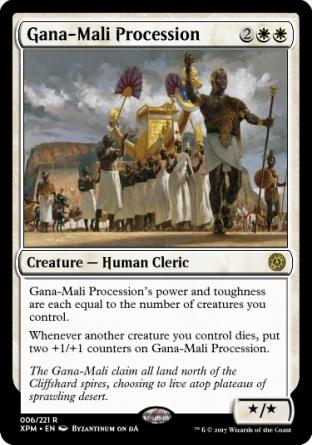 Gana-Mali Procession 2
Creature — Human Cleric
Gana-Mali Procession's power and toughness
are each equal to the number of creatures you
control.
Whenever another creature you control dies, put
two +1/+1 counters on Gana-Mali Procession.
The Gana-Mali claim all land north of the
Cliffshard spires, choosing to live atop plateaus of
sprawling desert.
★/★
006/221 R
XPM • EN Byzantinum on dA
™ & © 2017 Wizards of the Coast